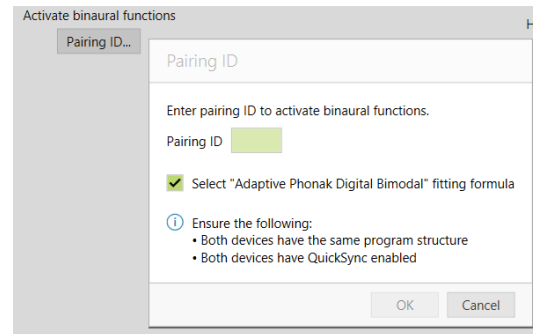 Activate binaural functions
H
Pairing ID...
Pairing ID
Enter pairing ID to activate binaural functions.
Pairing ID
Select "Adaptive Phonak Digital Bimodal" fitting formula
Ensure the following:
• Both devices have the same program structure
• Both devices have QuickSync enabled
OK Cancel